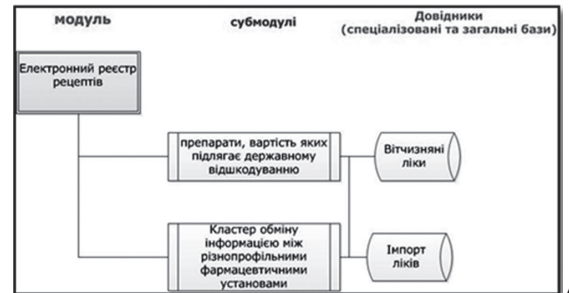 модуль
субмодулі
Довідники
(спеціалізовані та загальні бази)
Електронний реєстр
рецептів
препарати, вартість яких
підлягає державному
відшкодуванню
Вітчизняні
ліки
Кластер обміну
інформацією між
різнопрофільними
фармацевтичними
установами
Імпорт
ліків